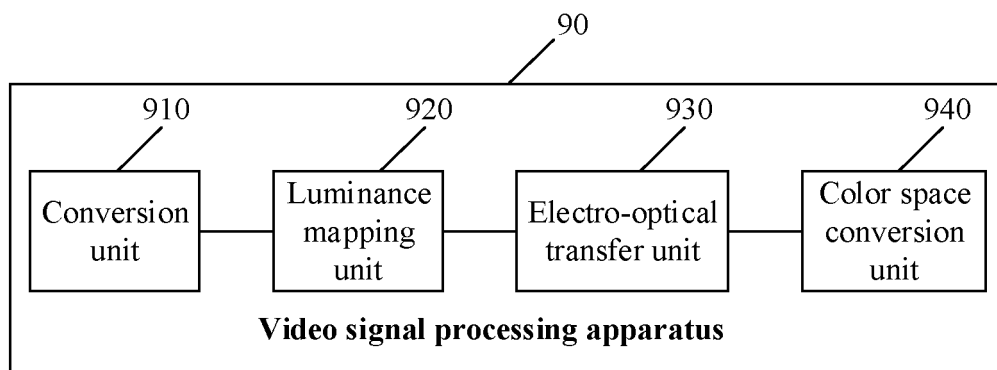 90
910
920
930
940
Conversion
unit
Luminance
mapping
unit
Electro-optical
transfer unit
Color space
conversion
unit
Video signal processing apparatus